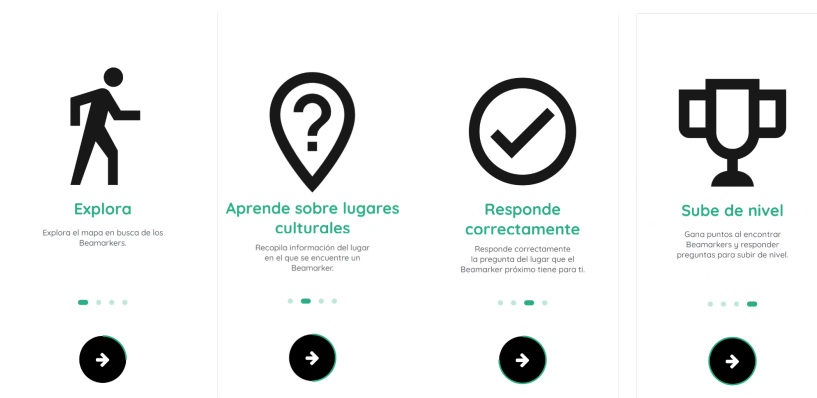 Explora
Explora el mapa en busca de los
Beamarkers.
Aprende sobre lugares
culturales
Recopila información del lugar
en el que se encuentre un
Beamarker.
Responde
correctamente
Responde correctamente
la pregunta del lugar que el
Beamarker próximo tiene para ti.
Sube de nivel
Gana puntos al encontrar
Beamarkers y responder
preguntas para subir de nivel.